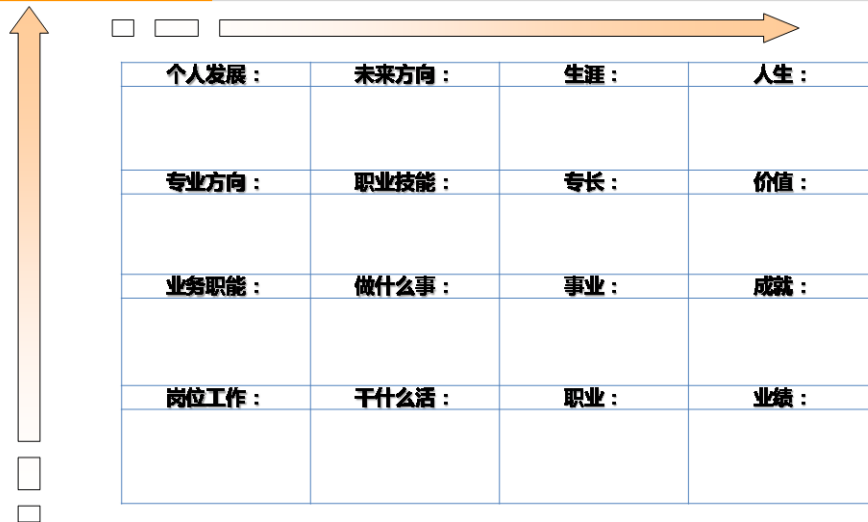 个人发展： 未来方向： 生涯： 人生：
专业方向： 职业技能： 专长： 价值：
业务职能： 做什么事： 事业： 成就：
岗位工作： 干什么活： 职业： 业绩：